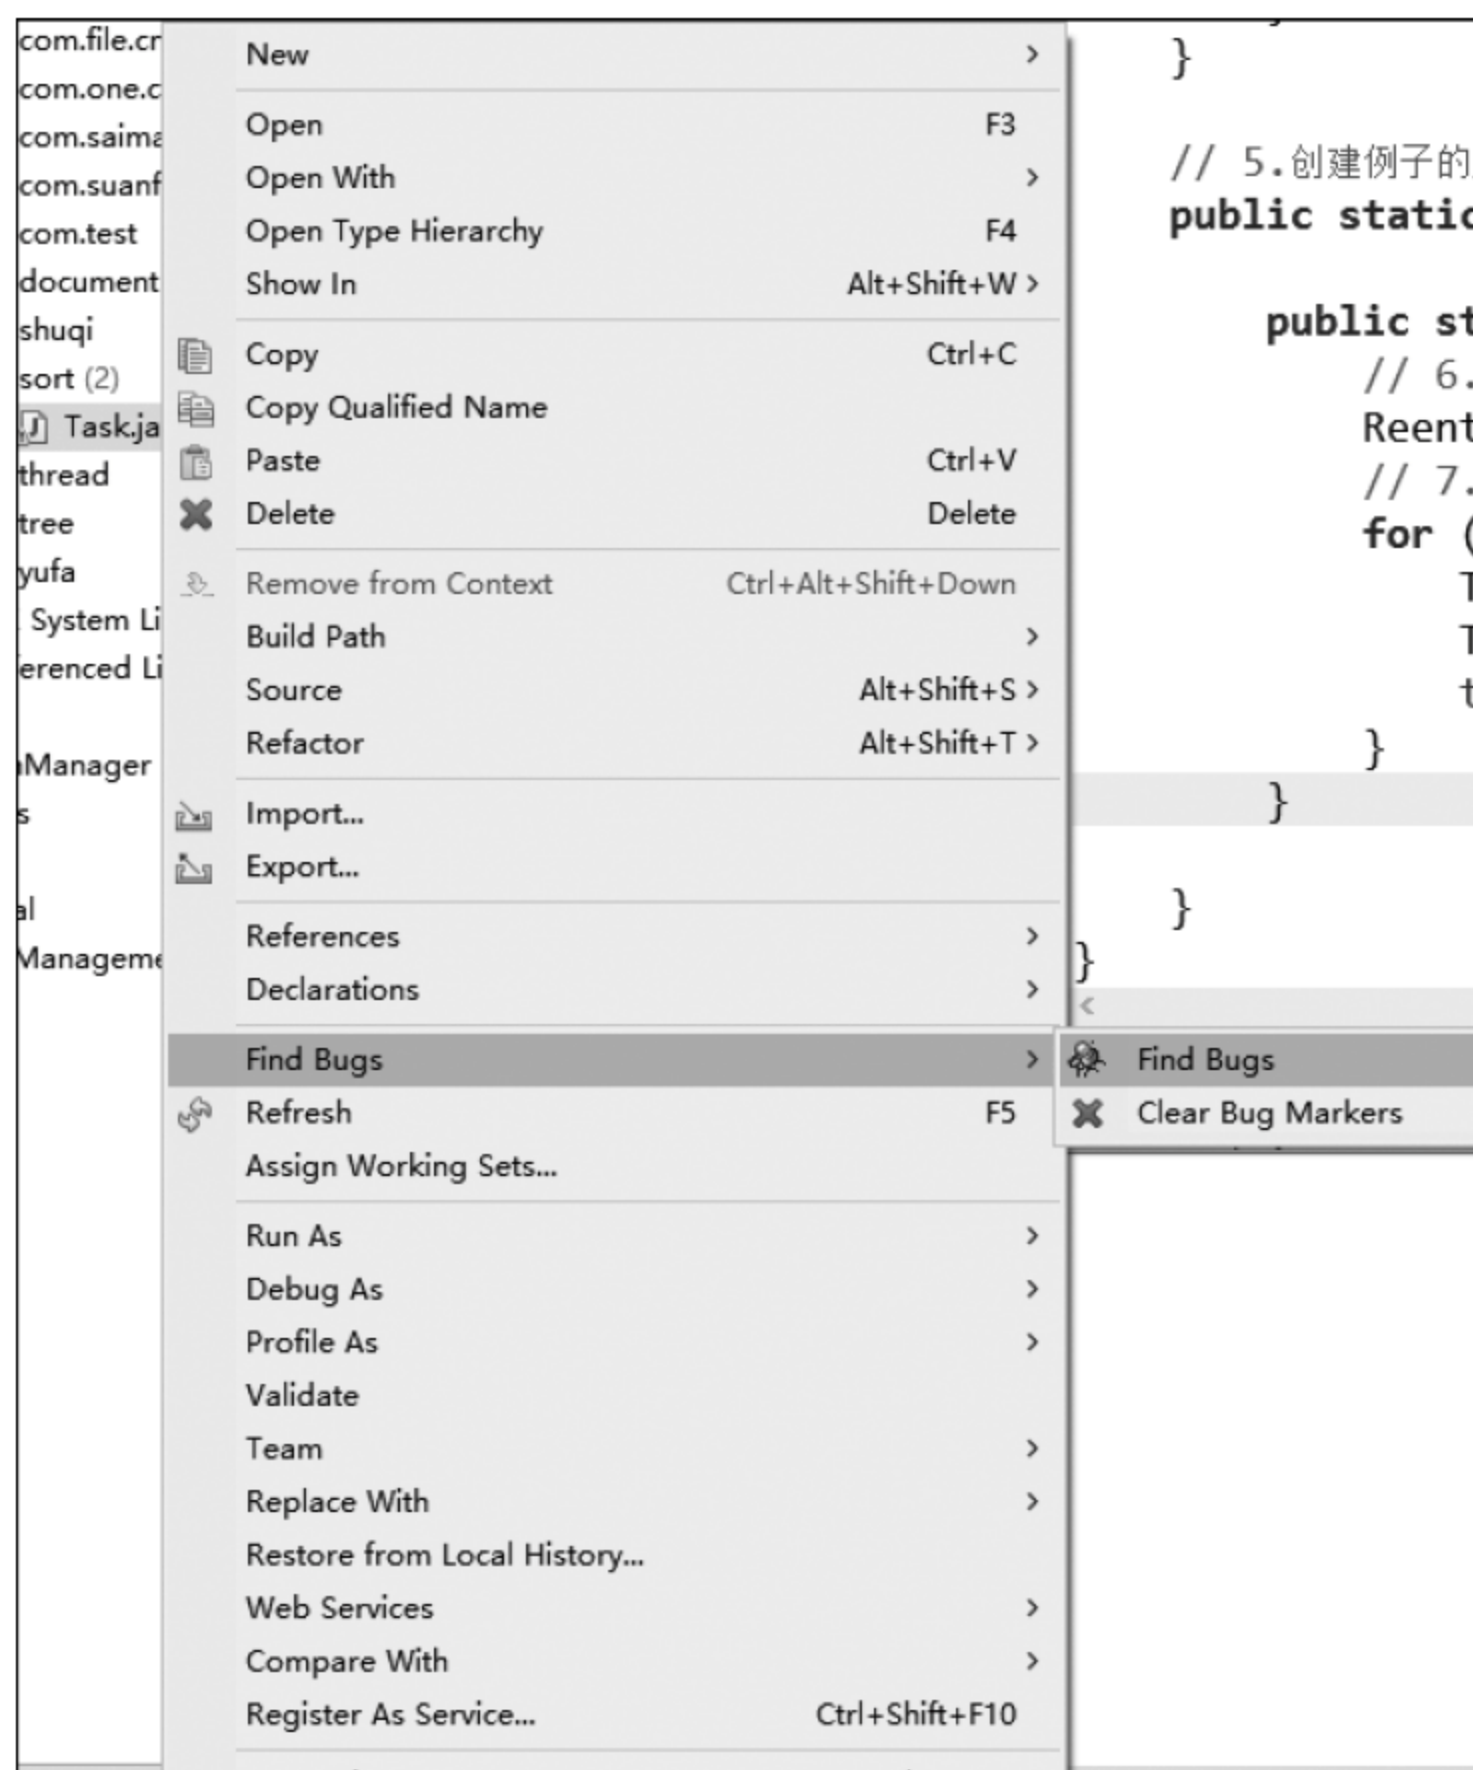 com.file.cr
com.one.c
com.saima
com.suanf
com.test
document
shuqi
sort (2)
Task.ja
thread
tree
yufa
System Li
erenced Li
Manager
s
al
Manageme
New
Open F3
Open With
Open Type Hierarchy F4
Show In Alt+Shift+W
Copy Ctrl+C
Copy Qualified Name
Paste Ctrl+V
Delete Delete
Remove from Context Ctrl+Alt+Shift+Down
Build Path
Source Alt+Shift+S
Refactor Alt+Shift+T
Import...
Export...
References
Declarations
Find Bugs
Refresh F5
Assign Working Sets...
Run As
Debug As
Profile As
Validate
Team
Replace With
Restore from Local History...
Web Services
Compare With
Register As Service... Ctrl+Shift+F10
Find Bugs
Clear Bug Markers
}
// 5.创建例子的
public static
public st
// 6.
Reent
// 7.
for (
T
T
t
}
}
}
}